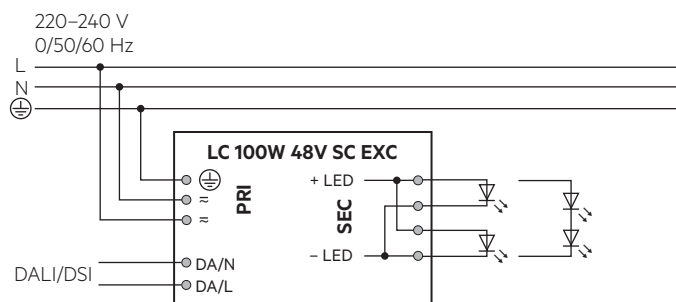 220–240 V
0/50/60 Hz
L
N
LC 100W 48V SC EXC
PRI
≂
≂
+ LED
SEC
– LED
DALI/DSI
DA/N
DA/L